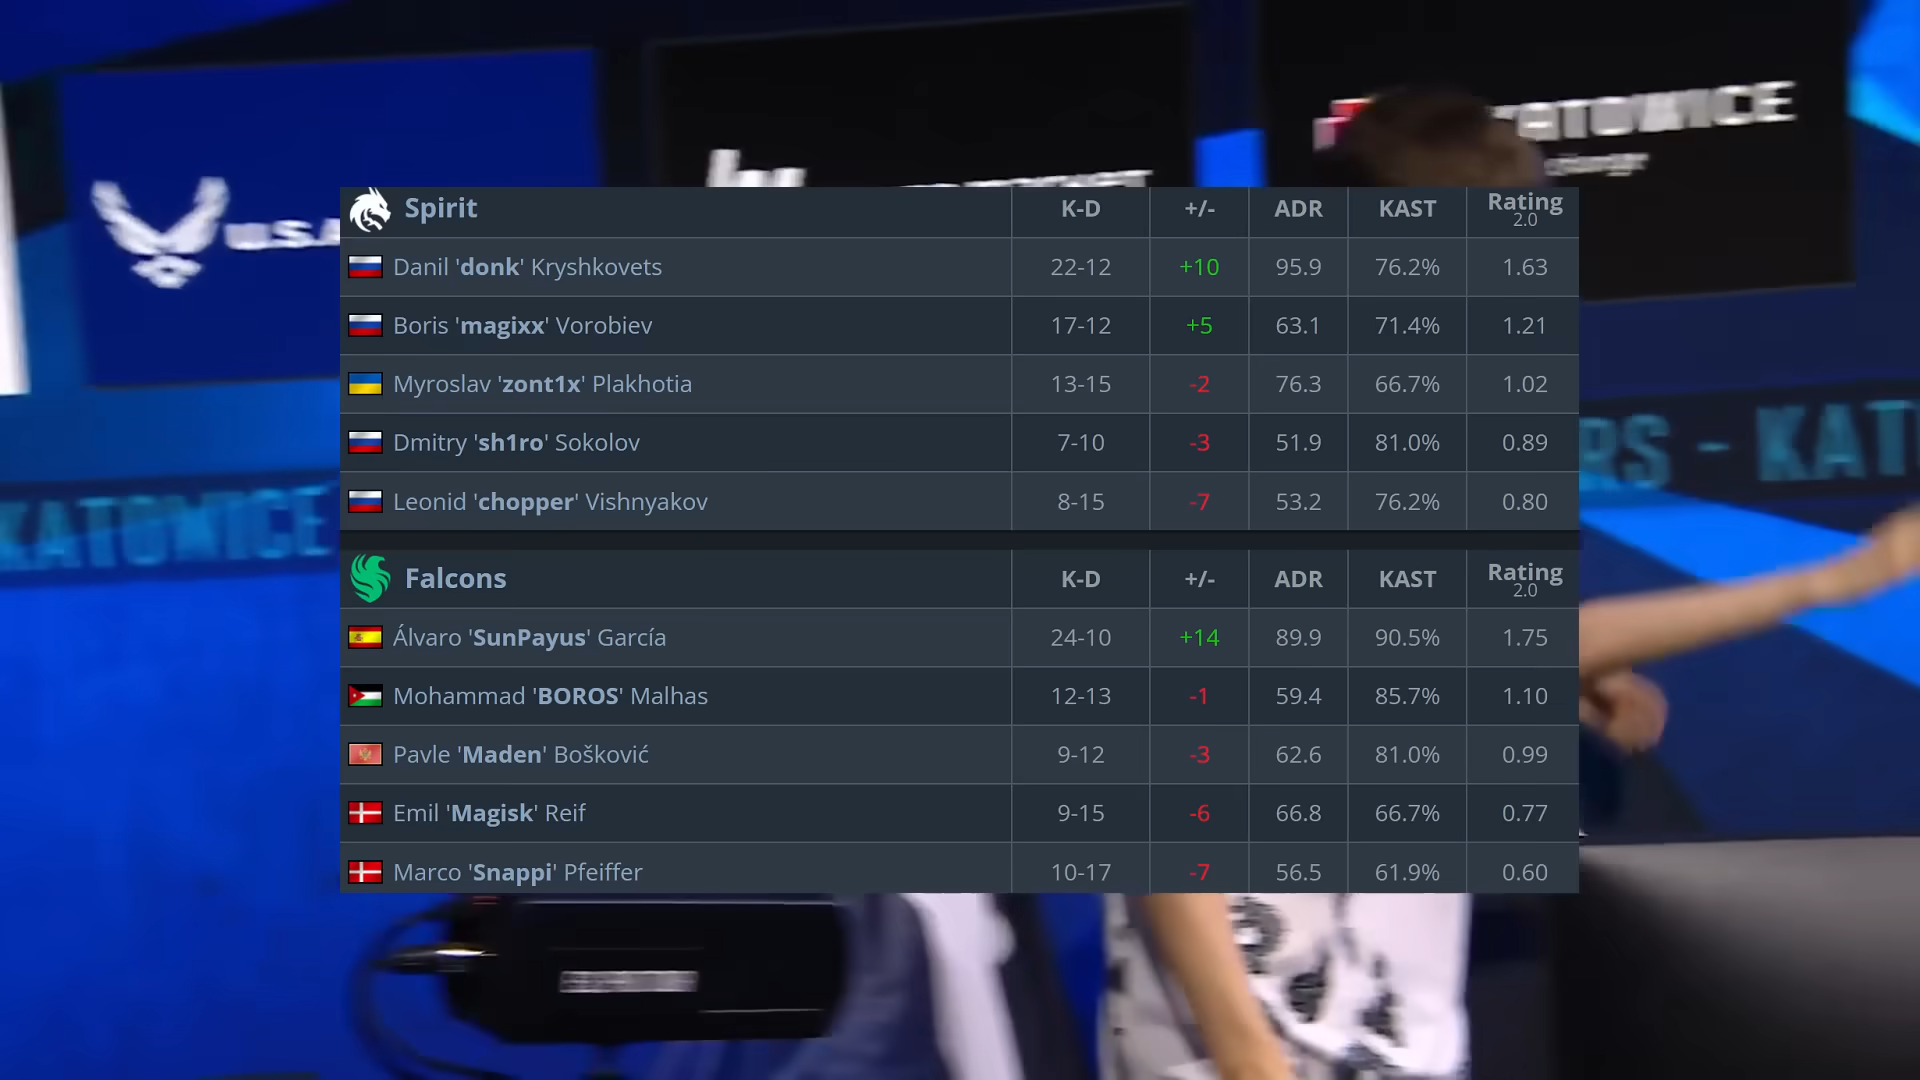 KATOWICE
U.S.A
Spirit K-D +/- ADR KAST Rating 2.0
Danil 'donk' Kryshkovets 22-12 +10 95.9 76.2% 1.63
Boris 'magixx' Vorobiev 17-12 +5 63.1 71.4% 1.21
Myroslav 'zont1x' Plakhotia 13-15 -2 76.3 66.7% 1.02
Dmitry 'sh1ro' Sokolov 7-10 -3 51.9 81.0% 0.89
Leonid 'chopper' Vishnyakov 8-15 -7 53.2 76.2% 0.80
RS - KAT
KATOWICE
Falcons K-D +/- ADR KAST Rating 2.0
Álvaro 'SunPayus' García 24-10 +14 89.9 90.5% 1.75
Mohammad 'BOROS' Malhas 12-13 -1 59.4 85.7% 1.10
Pavle 'Maden' Bošković 9-12 -3 62.6 81.0% 0.99
Emil 'Magisk' Reif 9-15 -6 66.8 66.7% 0.77
Marco 'Snappi' Pfeiffer 10-17 -7 56.5 61.9% 0.60